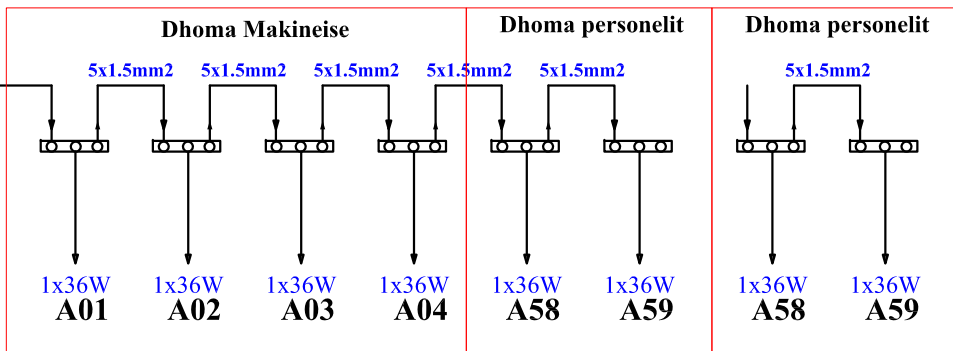 Dhoma Makineise
Dhoma personelit
Dhoma personelit
5x1.5mm2 5x1.5mm2 5x1.5mm2 5x1.5mm2 5x1.5mm2 5x1.5mm2
1x36W 1x36W 1x36W 1x36W 1x36W 1x36W 1x36W 1x36W
A01 A02 A03 A04 A58 A59 A58 A59